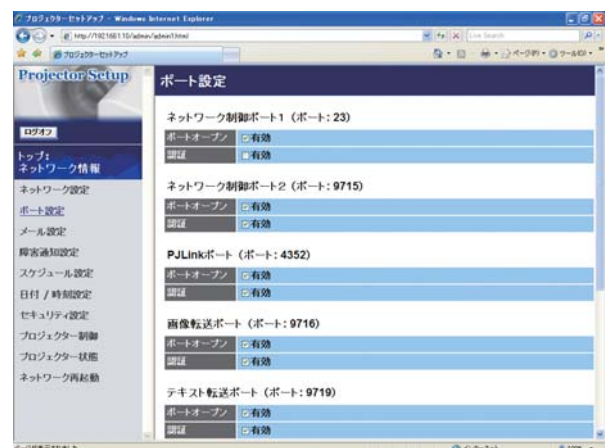 プロジェクターセットアップ - Windows Internet Explorer
http://192.168.1.10/admin/admin1.html
Live Search
プロジェクターセットアップ
Projector Setup
ログオフ
トップ:
ネットワーク情報
ネットワーク設定
ポート設定
メール設定
障害通知設定
スケジュール設定
日付 / 時刻設定
セキュリティ設定
プロジェクター制御
プロジェクター状態
ネットワーク再起動
ポート設定
ネットワーク制御ポート1 (ポート: 23)
ポートオープン 有効
認証 有効
ネットワーク制御ポート2 (ポート: 9715)
ポートオープン 有効
認証 有効
PJLinkポート (ポート: 4352)
ポートオープン 有効
認証 有効
画像転送ポート (ポート: 9716)
ポートオープン 有効
認証 有効
テキスト転送ポート (ポート: 9719)
ポートオープン 有効
認証 有効